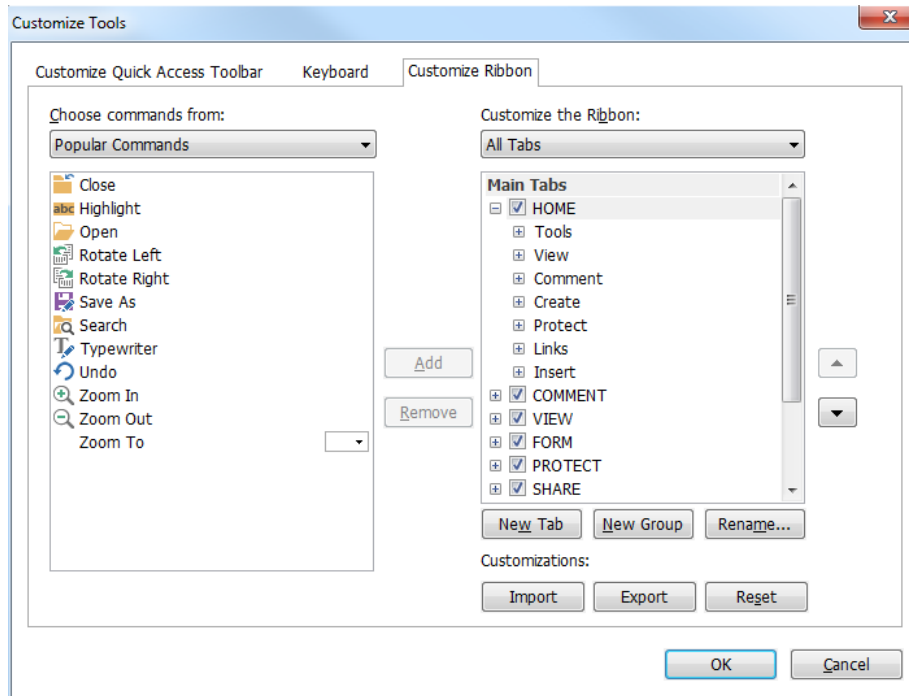 Customize Tools
x
Customize Quick Access Toolbar Keyboard Customize Ribbon
Choose commands from:
Popular Commands
Close
abc Highlight
Open
Rotate Left
Rotate Right
Save As
Search
Typewriter
Undo
Zoom In
Zoom Out
Zoom To
Add
Remove
Customize the Ribbon:
All Tabs
Main Tabs
HOME
Tools
View
Comment
Create
Protect
Links
Insert
COMMENT
VIEW
FORM
PROTECT
SHARE
New Tab New Group Rename...
Customizations:
Import Export Reset
OK Cancel